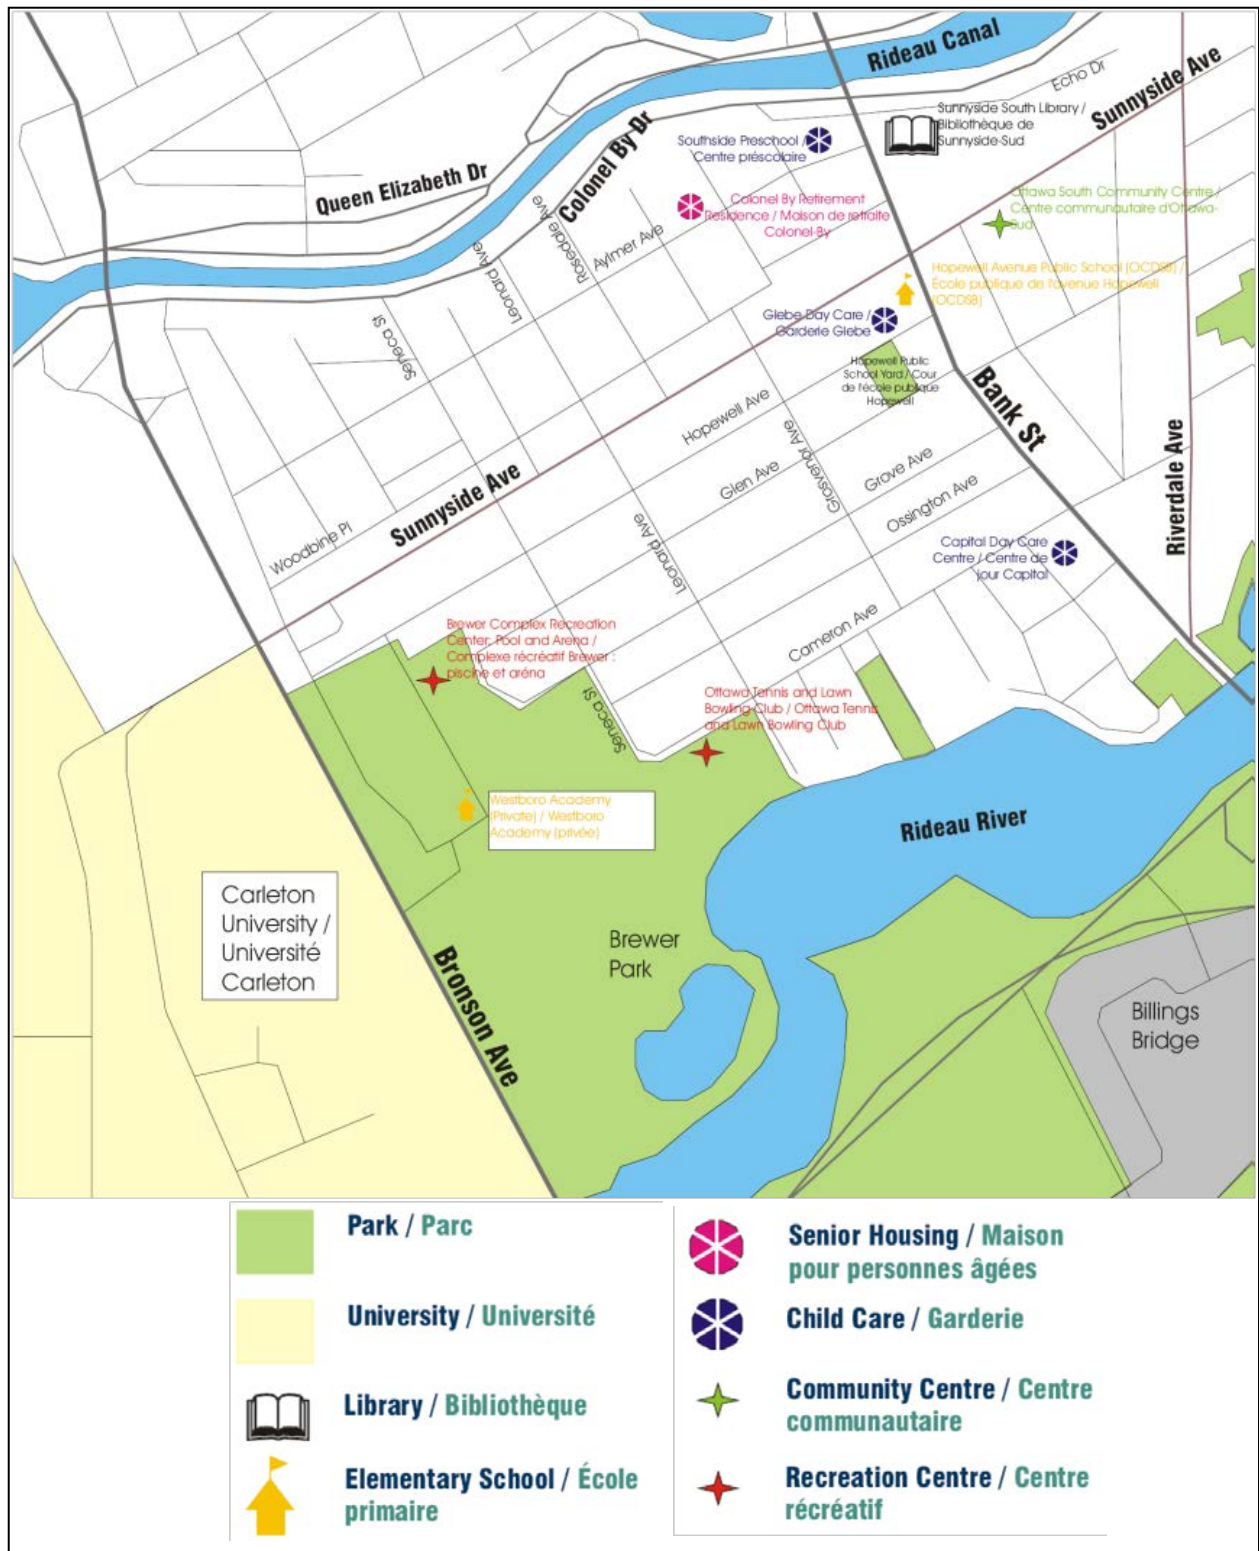 Rideau Canal
Echo Dr
Sunnyside Ave
Sunnyside South Library /
Bibliothèque de
Sunnyside-Sud
Southside Preschool /
Centre préscolaire
Colonel By Dr
Queen Elizabeth Dr
Colonel By Retirement
Residence / Maison de retraite
Colonel-By
Ottawa South Community Centre /
Centre communautaire d'Ottawa-
Sud
Rosedale Ave
Aylmer Ave
Leonard Ave
Seneca St
Hopewell Avenue Public School (OCDSB) /
École publique de l'avenue Hopewell
(OCDSB)
Glebe Day Care /
Garderie Glebe
Hopewell Public
School Yard / Cour
de l'école publique
Hopewell
Bank St
Hopewell Ave
Grosvenor Ave
Glen Ave
Grove Ave
Ossington Ave
Riverdale Ave
Sunnyside Ave
Woodbine Pl
Leonard Ave
Capital Day Care
Centre / Centre de
jour Capital
Cameron Ave
Brewer Complex Recreation
Center: Pool and Arena /
Complexe récréatif Brewer :
piscine et aréna
Seneca St
Ottawa Tennis and Lawn
Bowling Club / Ottawa Tennis
and Lawn Bowling Club
Westboro Academy
(Private) / Westboro
Academy (privée)
Rideau River
Carleton
University /
Université
Carleton
Brewer
Park
Bronson Ave
Billings
Bridge
Park / Parc
University / Université
Library / Bibliothèque
Elementary School / École
primaire
Senior Housing / Maison
pour personnes âgées
Child Care / Garderie
Community Centre / Centre
communautaire
Recreation Centre / Centre
récréatif